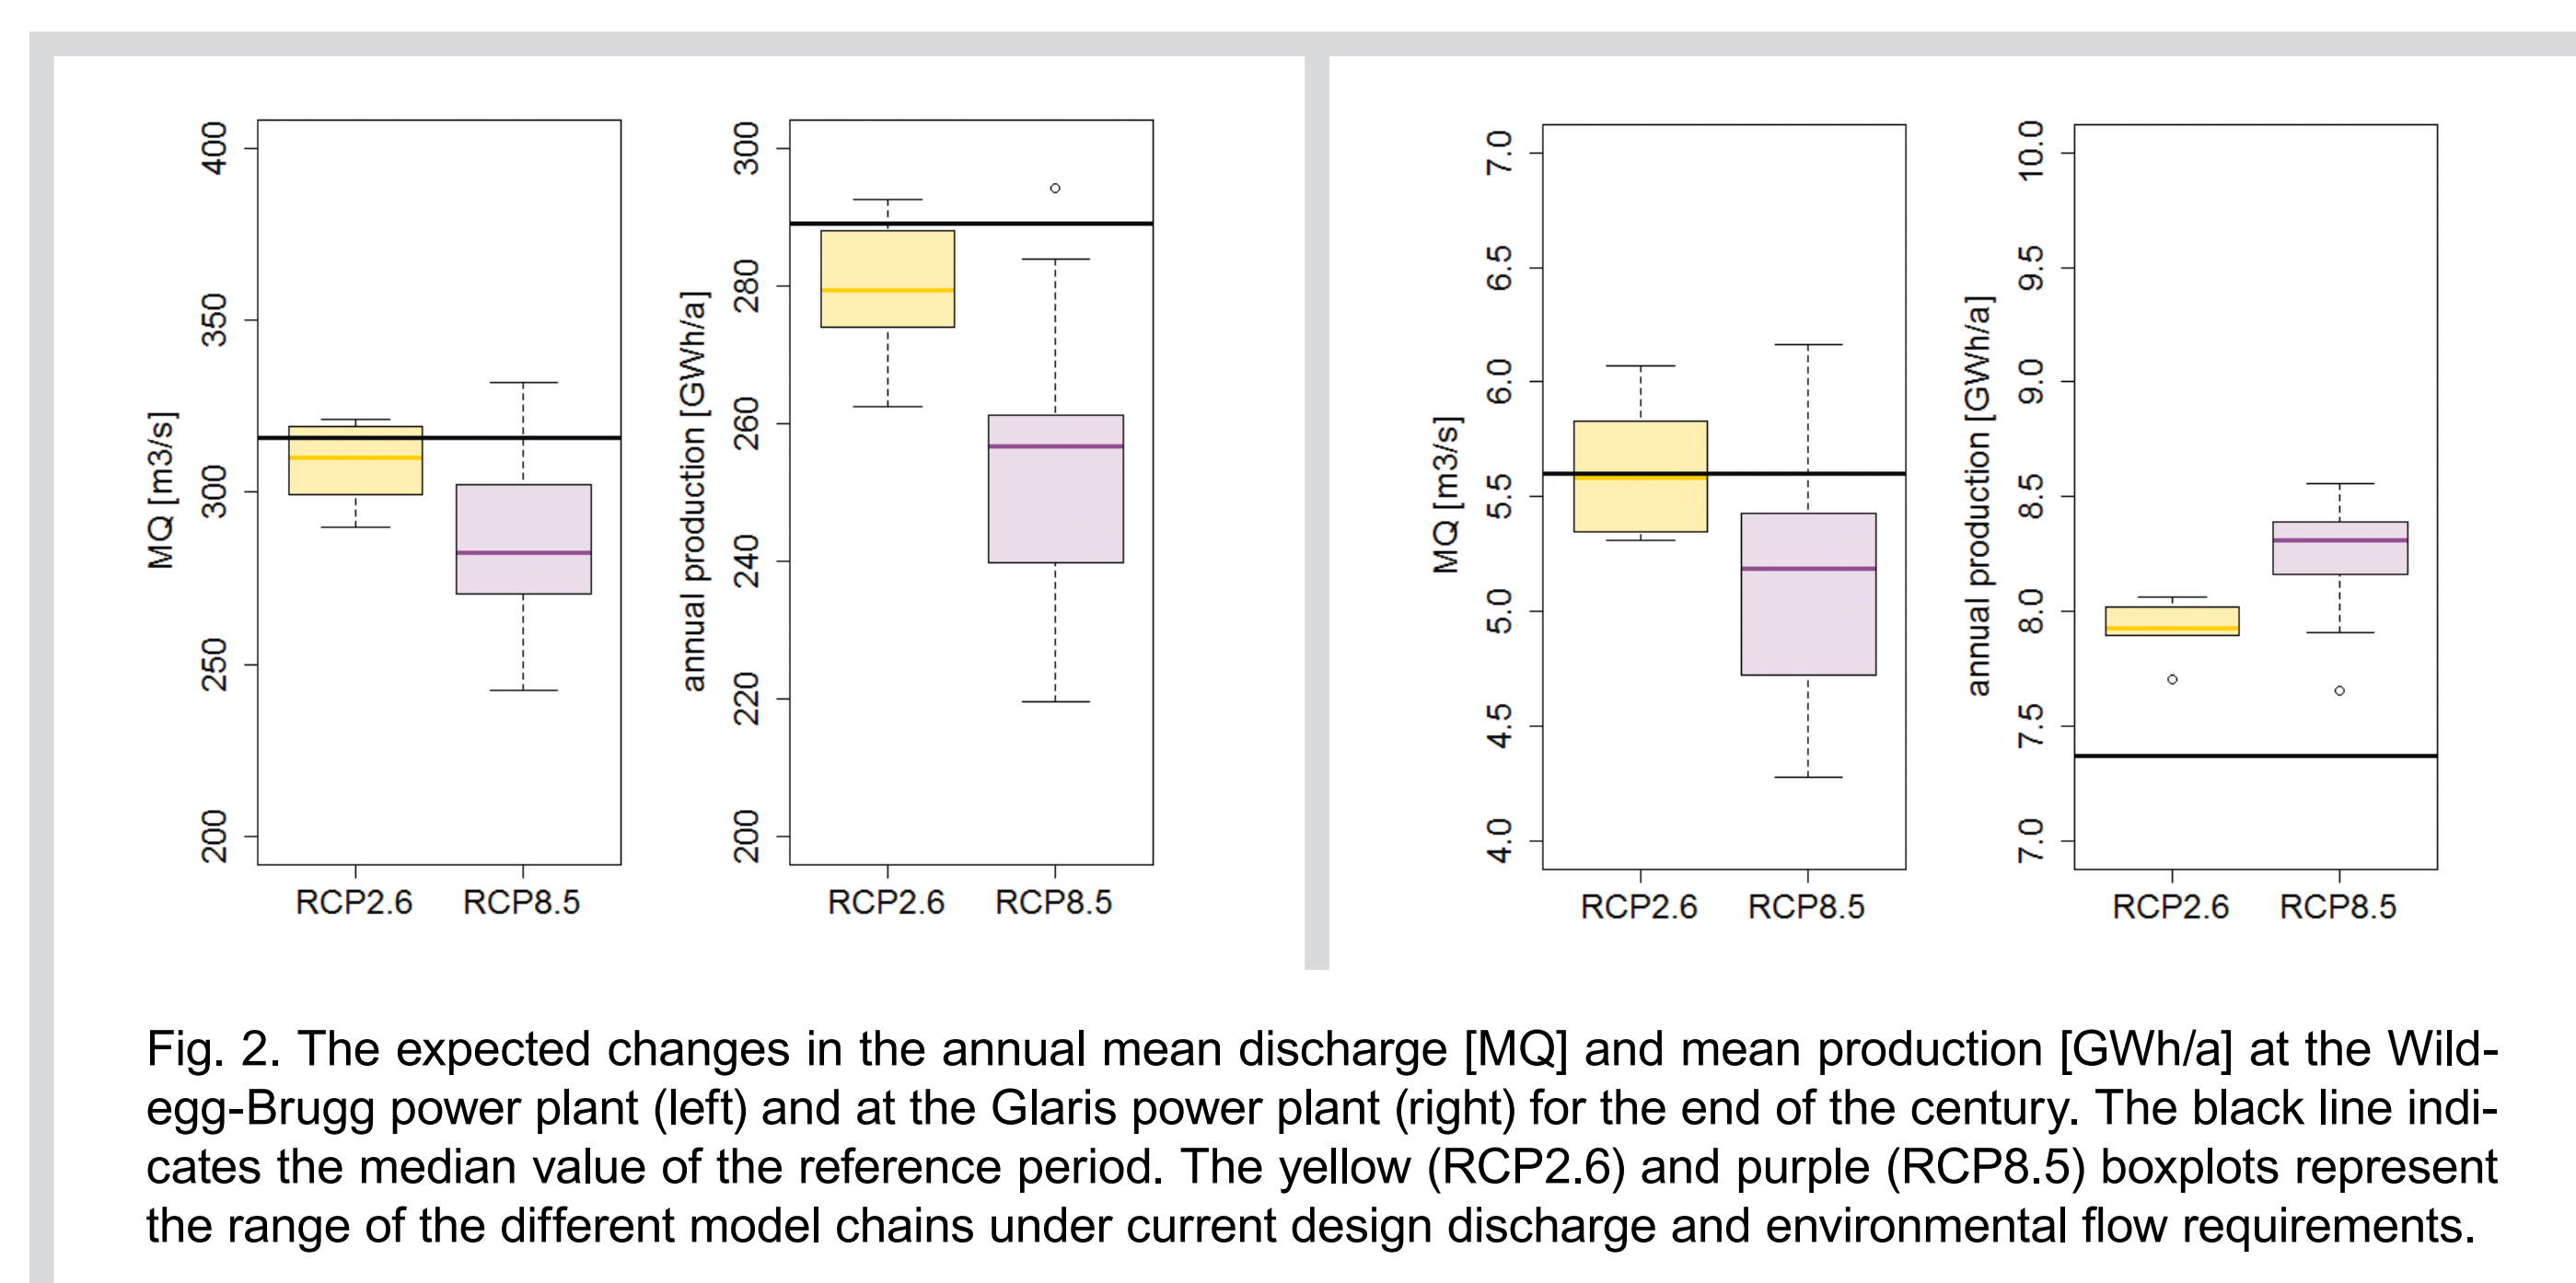 MQ [m3/s]
400
350
300
250
200
RCP2.6
RCP8.5
annual production [GWh/a]
300
280
260
240
220
200
RCP2.6
RCP8.5
MQ [m3/s]
7.0
6.5
6.0
5.5
5.0
4.5
4.0
RCP2.6
RCP8.5
annual production [GWh/a]
10.0
9.5
9.0
8.5
8.0
7.5
7.0
RCP2.6
RCP8.5
Fig. 2. The expected changes in the annual mean discharge [MQ] and mean production [GWh/a] at the Wild-
egg-Brugg power plant (left) and at the Glaris power plant (right) for the end of the century. The black line indi-
cates the median value of the reference period. The yellow (RCP2.6) and purple (RCP8.5) boxplots represent
the range of the different model chains under current design discharge and environmental flow requirements.